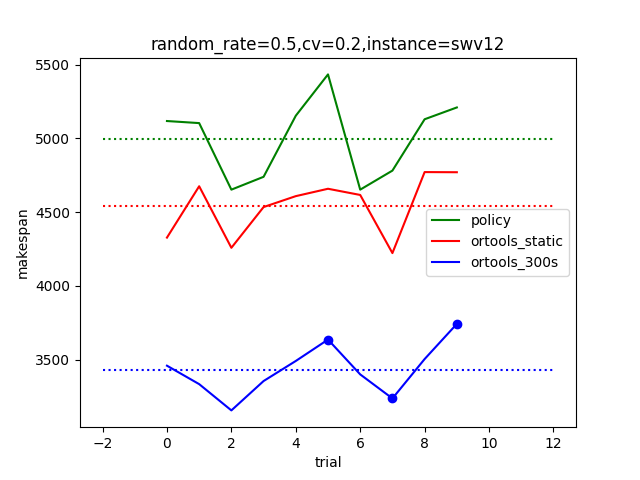 random_rate=0.5,cv=0.2,instance=swv12
5500
5000
4500
4000
3500
makespan
policy
ortools_static
ortools_300s
−2 0 2 4 6 8 10 12
trial